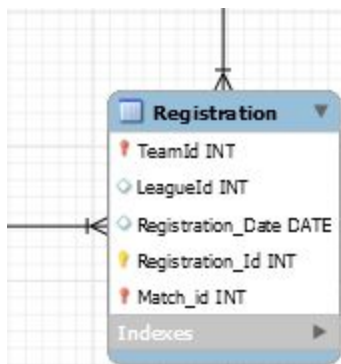 Registration
TeamId INT
LeagueId INT
Registration_Date DATE
Registration_Id INT
Match_id INT
Indexes